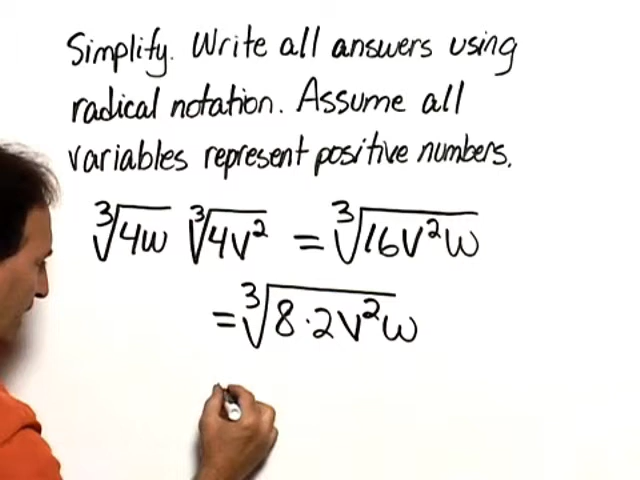 Simplify. Write all answers using
radical notation. Assume all
variables represent positive numbers.
∛(4w) ∛(4v²) = ∛(16v²w)
= ∛(8·2v²w)